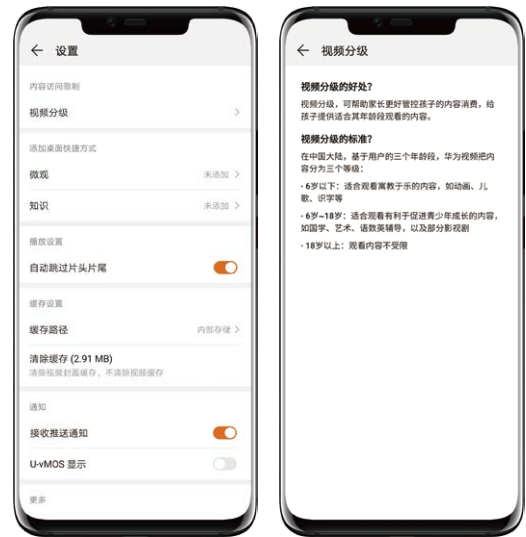 设置
内容访问限制
视频分级
添加桌面快捷方式
微观
未添加
知识
未添加
播放设置
自动跳过片头片尾
缓存设置
缓存路径
内部存储
清除缓存 (2.91 MB)
清除视频封面缓存，不清除视频缓存
通知
接收推送通知
U-vMOS 显示
更多
视频分级
视频分级的好处?
视频分级，可帮助家长更好管控孩子的内容消费，给
孩子提供适合其年龄段观看的内容。
视频分级的标准?
在中国大陆，基于用户的三个年龄段，华为视频把内
容分为三个等级：
· 6岁以下：适合观看寓教于乐的内容，如动画、儿
歌、识字等
· 6岁~18岁：适合观看有利于促进青少年成长的内容，
如国学、艺术、语数英辅导，以及部分影视剧
· 18岁以上：观看内容不受限